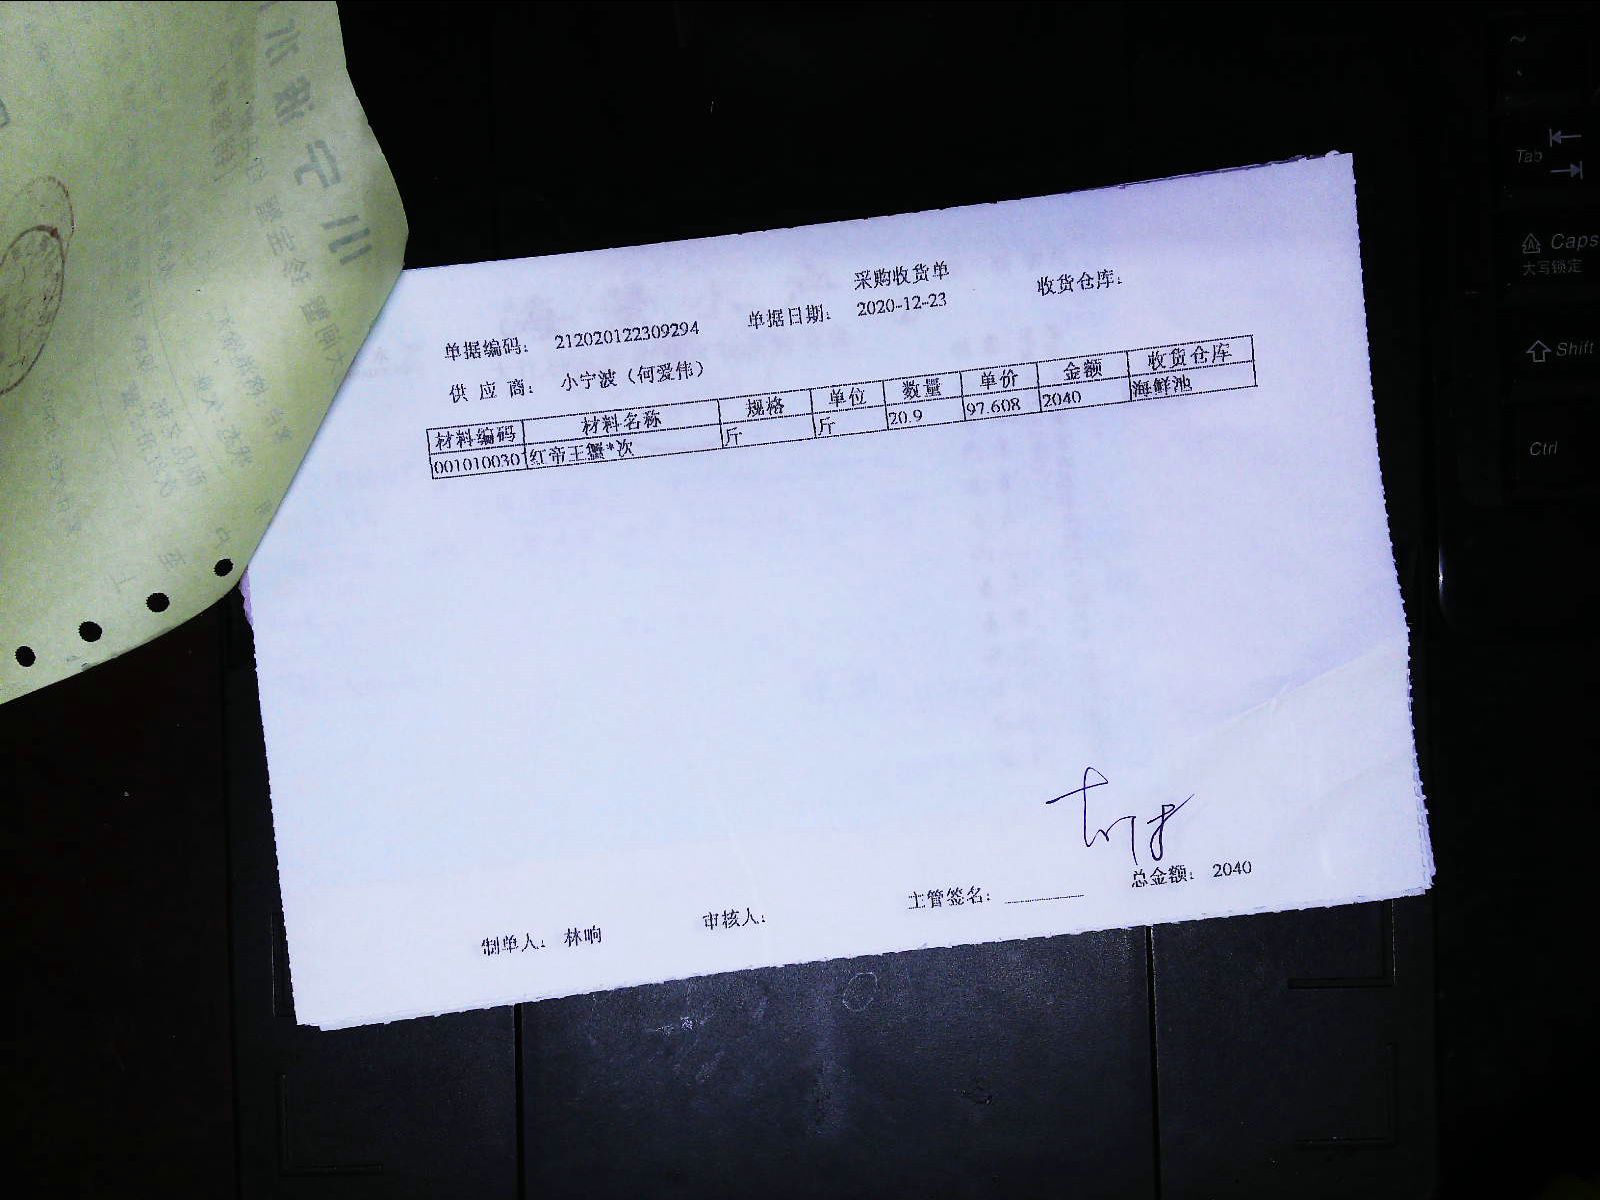 采购收货单
单据编码: 212020122309294 单据日期: 2020-12-23 收货仓库:
供 应 商: 小宁波（何爱伟）
材料编码 材料名称 规格 单位 数量 单价 金额 收货仓库
001010030 红帝王蟹*次 斤 斤 20.9 97.608 2040 海鲜池
制单人: 林响 审核人: 主管签名: 总金额: 2040
~
Tab
Caps
大写锁定
Shift
Ctrl